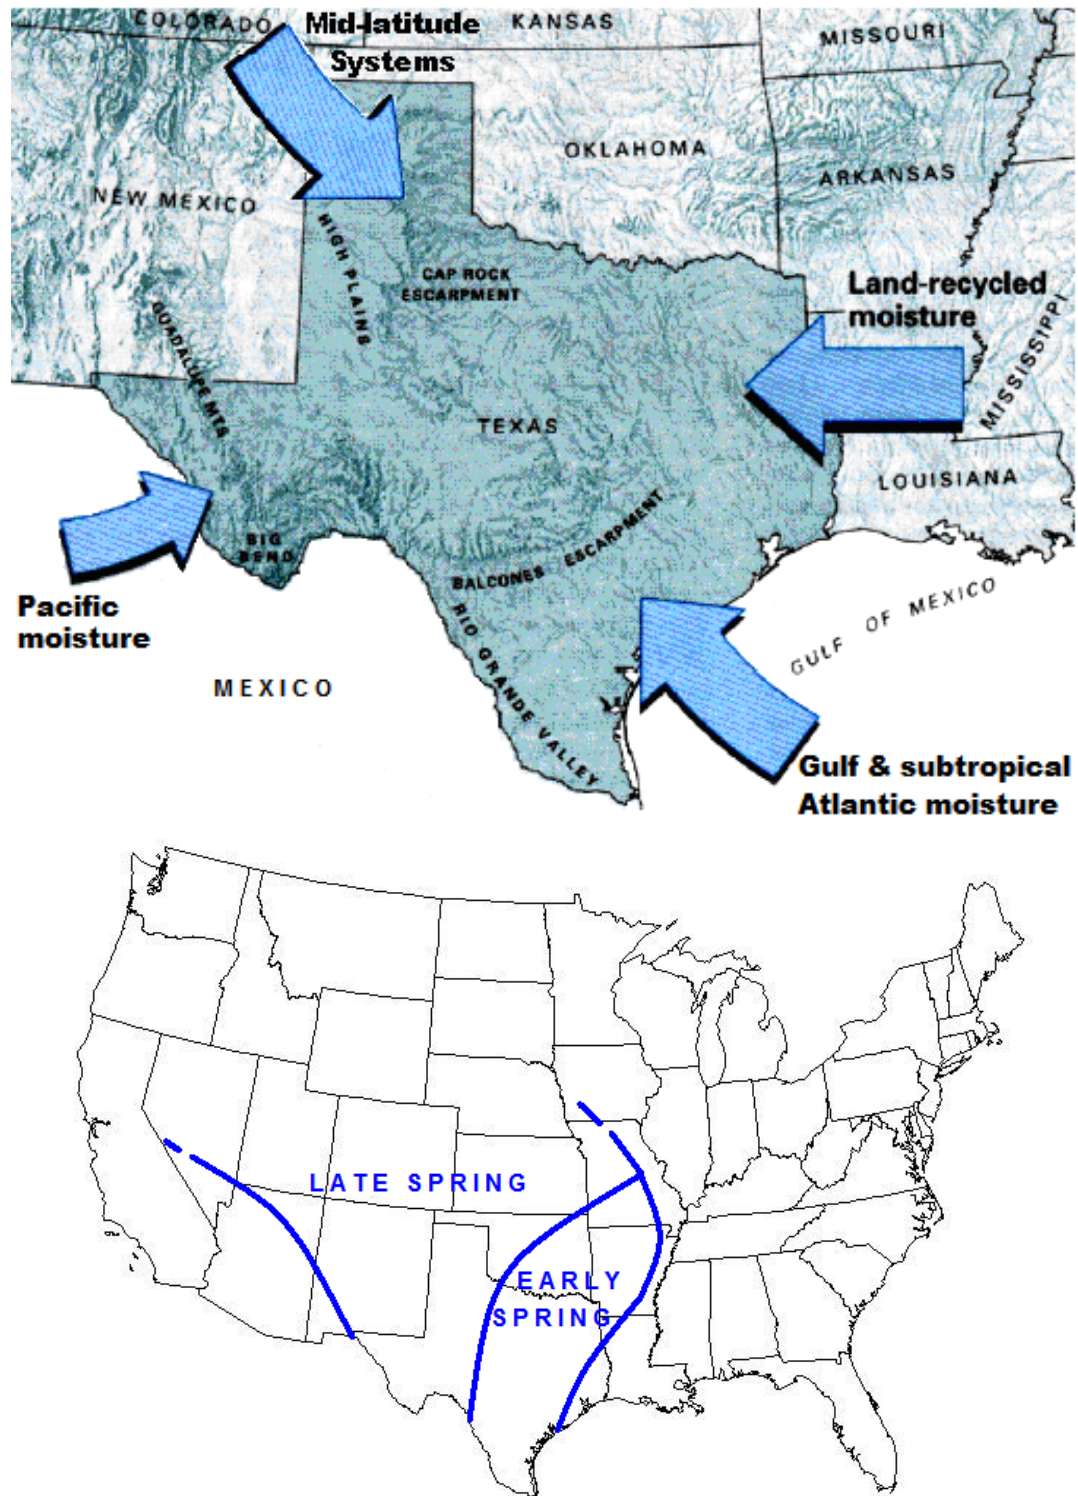 COLORADO
Mid-latitude
Systems
KANSAS
MISSOURI
OKLAHOMA
ARKANSAS
NEW MEXICO
HIGH PLAINS
CAP ROCK
ESCARPMENT
Land-recycled
moisture
MISSISSIPPI
GUADALUPE MTS
TEXAS
LOUISIANA
BIG
BEND
BALCONES ESCARPMENT
Pacific
moisture
RIO GRANDE VALLEY
GULF OF MEXICO
MEXICO
Gulf & subtropical
Atlantic moisture
LATE SPRING
EARLY
SPRING